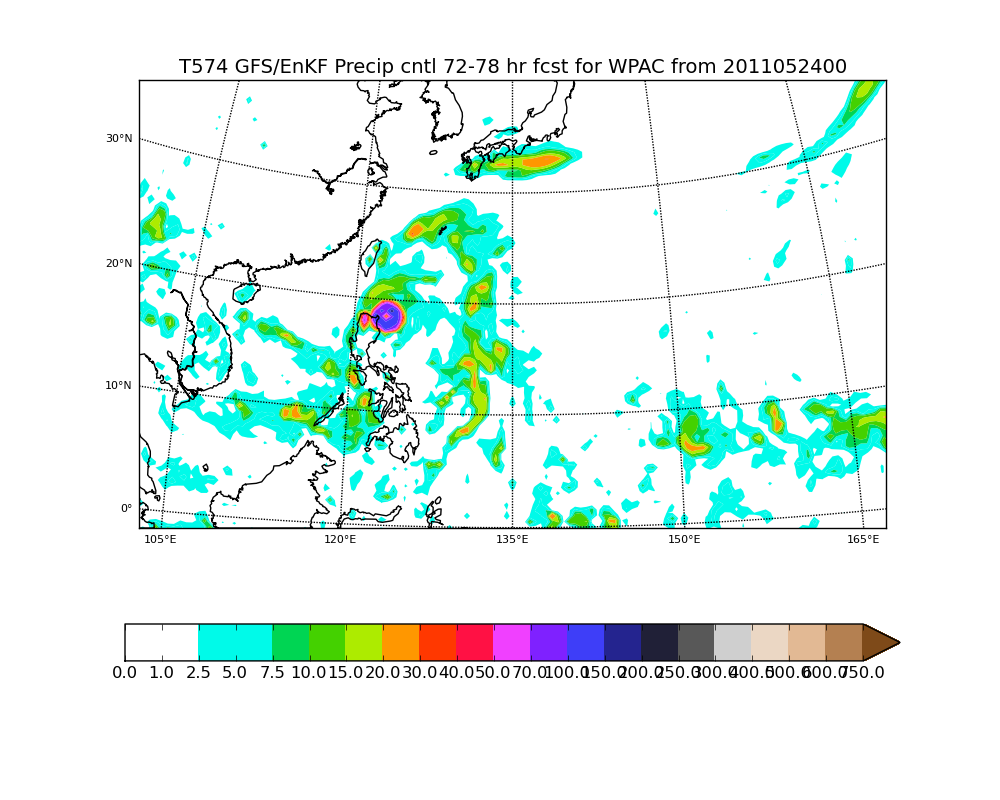 T574 GFS/EnKF Precip cntl 72-78 hr fcst for WPAC from 2011052400
30°N
20°N
10°N
0°
105°E 120°E 135°E 150°E 165°E
0.0 1.0 2.5 5.0 7.5 10.0 15.0 20.0 30.0 40.0 50.0 70.0 100.0 150.0 200.0 250.0 300.0 400.0 500.0 600.0 750.0